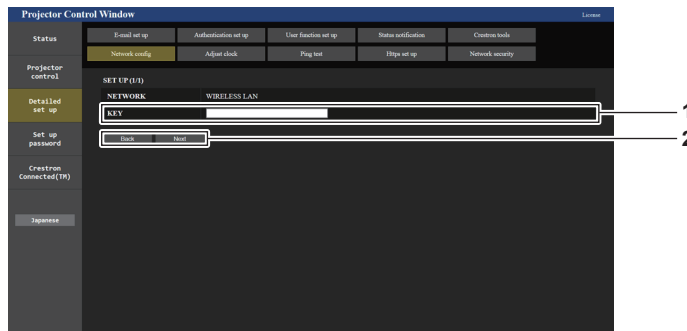 Projector Control Window
License
Status
E-mail set up
Authentication set up
User function set up
Status notification
Crestron tools
Network config
Adjust clock
Ping test
Https set up
Network security
Projector
control
Detailed
set up
Set up
password
Crestron
Connected(TM)
Japanese
SET UP (1/1)
NETWORK WIRELESS LAN
KEY
Back Next
1
2